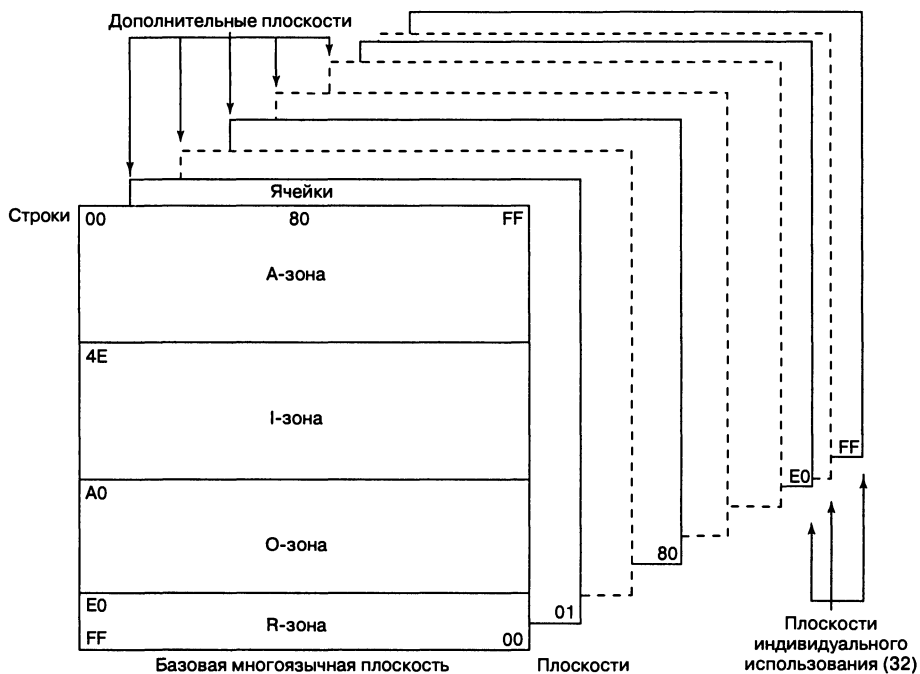 Дополнительные плоскости
Ячейки
Строки
00 80 FF
A-зона
4E
I-зона
A0
O-зона
E0
R-зона
FF 00
01
80
E0
FF
Базовая многоязычная плоскость
Плоскости
Плоскости
индивидуального
использования (32)